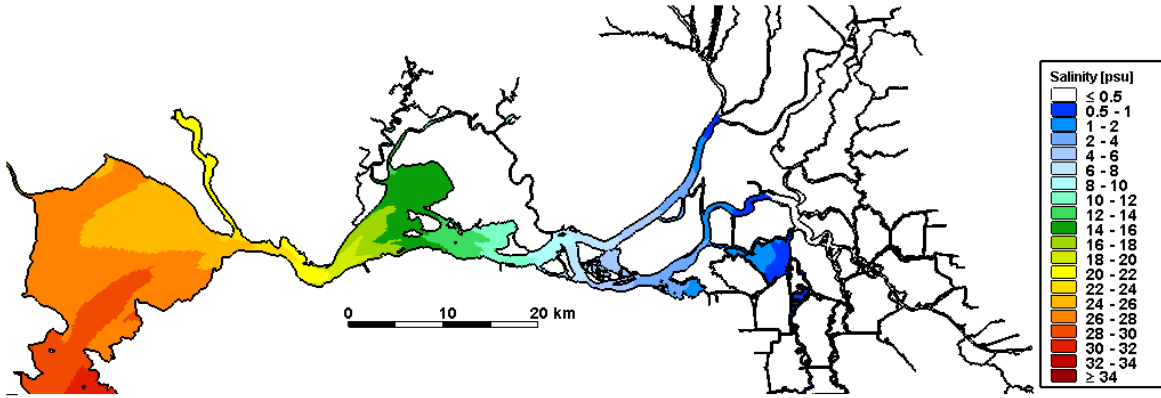 Salinity [psu]
≤ 0.5
0.5 - 1
1 - 2
2 - 4
4 - 6
6 - 8
8 - 10
10 - 12
12 - 14
14 - 16
16 - 18
18 - 20
20 - 22
22 - 24
24 - 26
26 - 28
28 - 30
30 - 32
32 - 34
≥ 34
0 10 20 km